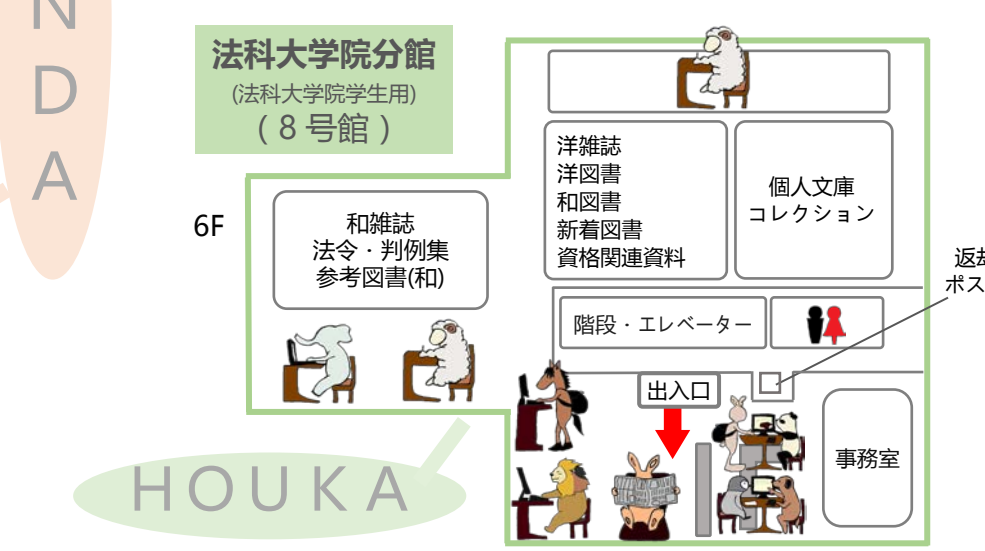 N
D
A
法科大学院分館
(法科大学院学生用)
(8号館)
6F
和雑誌
法令・判例集
参考図書(和)
洋雑誌
洋図書
和図書
新着図書
資格関連資料
個人文庫
コレクション
返却
ポス
階段・エレベーター
出入口
事務室
HOUKA